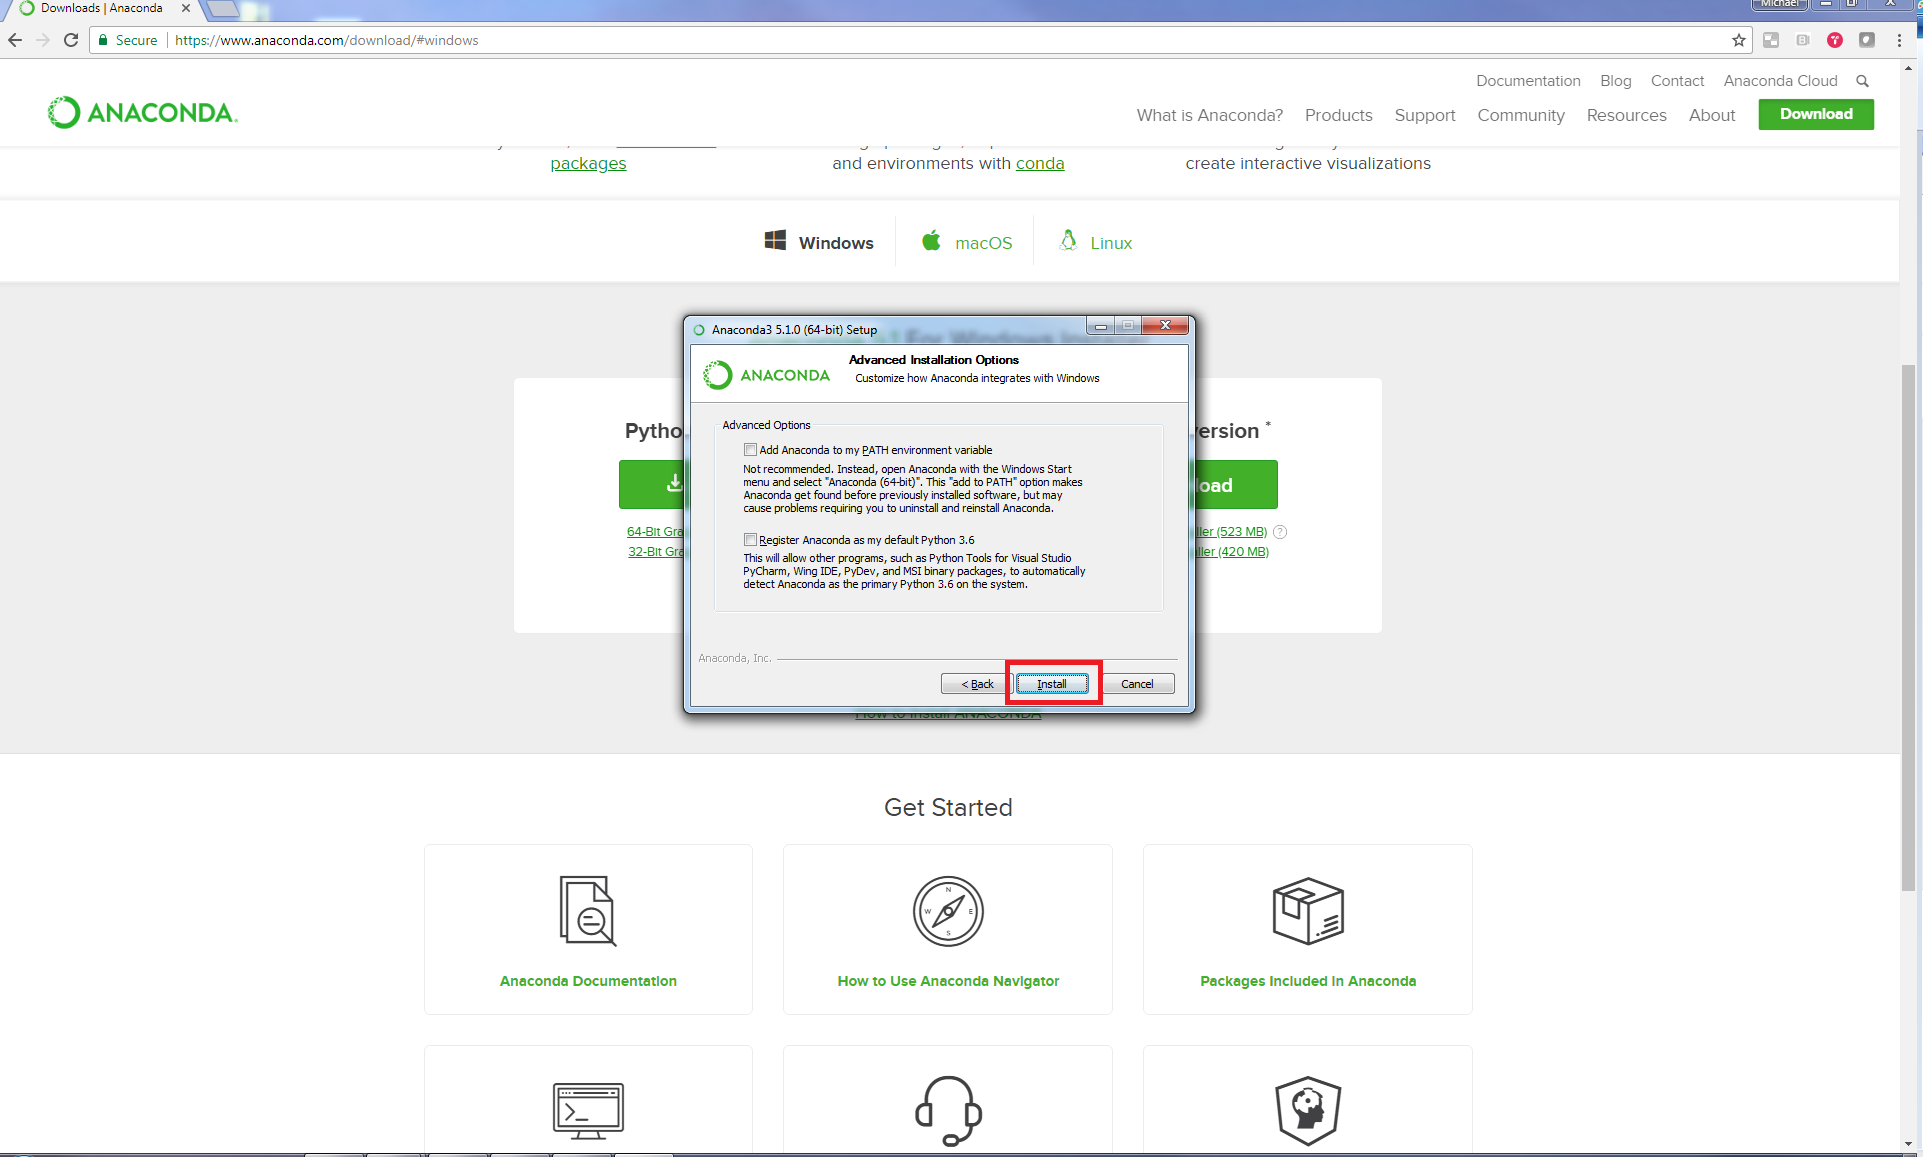 Downloads | Anaconda
Michael
Secure
https://www.anaconda.com/download/#windows
Documentation Blog Contact Anaconda Cloud
ANACONDA.
What is Anaconda? Products Support Community Resources About Download
packages
and environments with conda
create interactive visualizations
Windows macOS Linux
Anaconda3 5.1.0 (64-bit) Setup
For Windows Installer
ANACONDA
Advanced Installation Options
Customize how Anaconda integrates with Windows
Advanced Options
Add Anaconda to my PATH environment variable
Not recommended. Instead, open Anaconda with the Windows Start
menu and select "Anaconda (64-bit)". This "add to PATH" option makes
Anaconda get found before previously installed software, but may
cause problems requiring you to uninstall and reinstall Anaconda.
Register Anaconda as my default Python 3.6
This will allow other programs, such as Python Tools for Visual Studio
PyCharm, Wing IDE, PyDev, and MSI binary packages, to automatically
detect Anaconda as the primary Python 3.6 on the system.
Anaconda, Inc.
< Back Install Cancel
Pytho
ersion *
load
64-Bit Gra
ller (523 MB) ?
32-Bit Gra
ller (420 MB)
How to Install ANACONDA
Get Started
N
W E
S
Anaconda Documentation
How to Use Anaconda Navigator
Packages Included in Anaconda